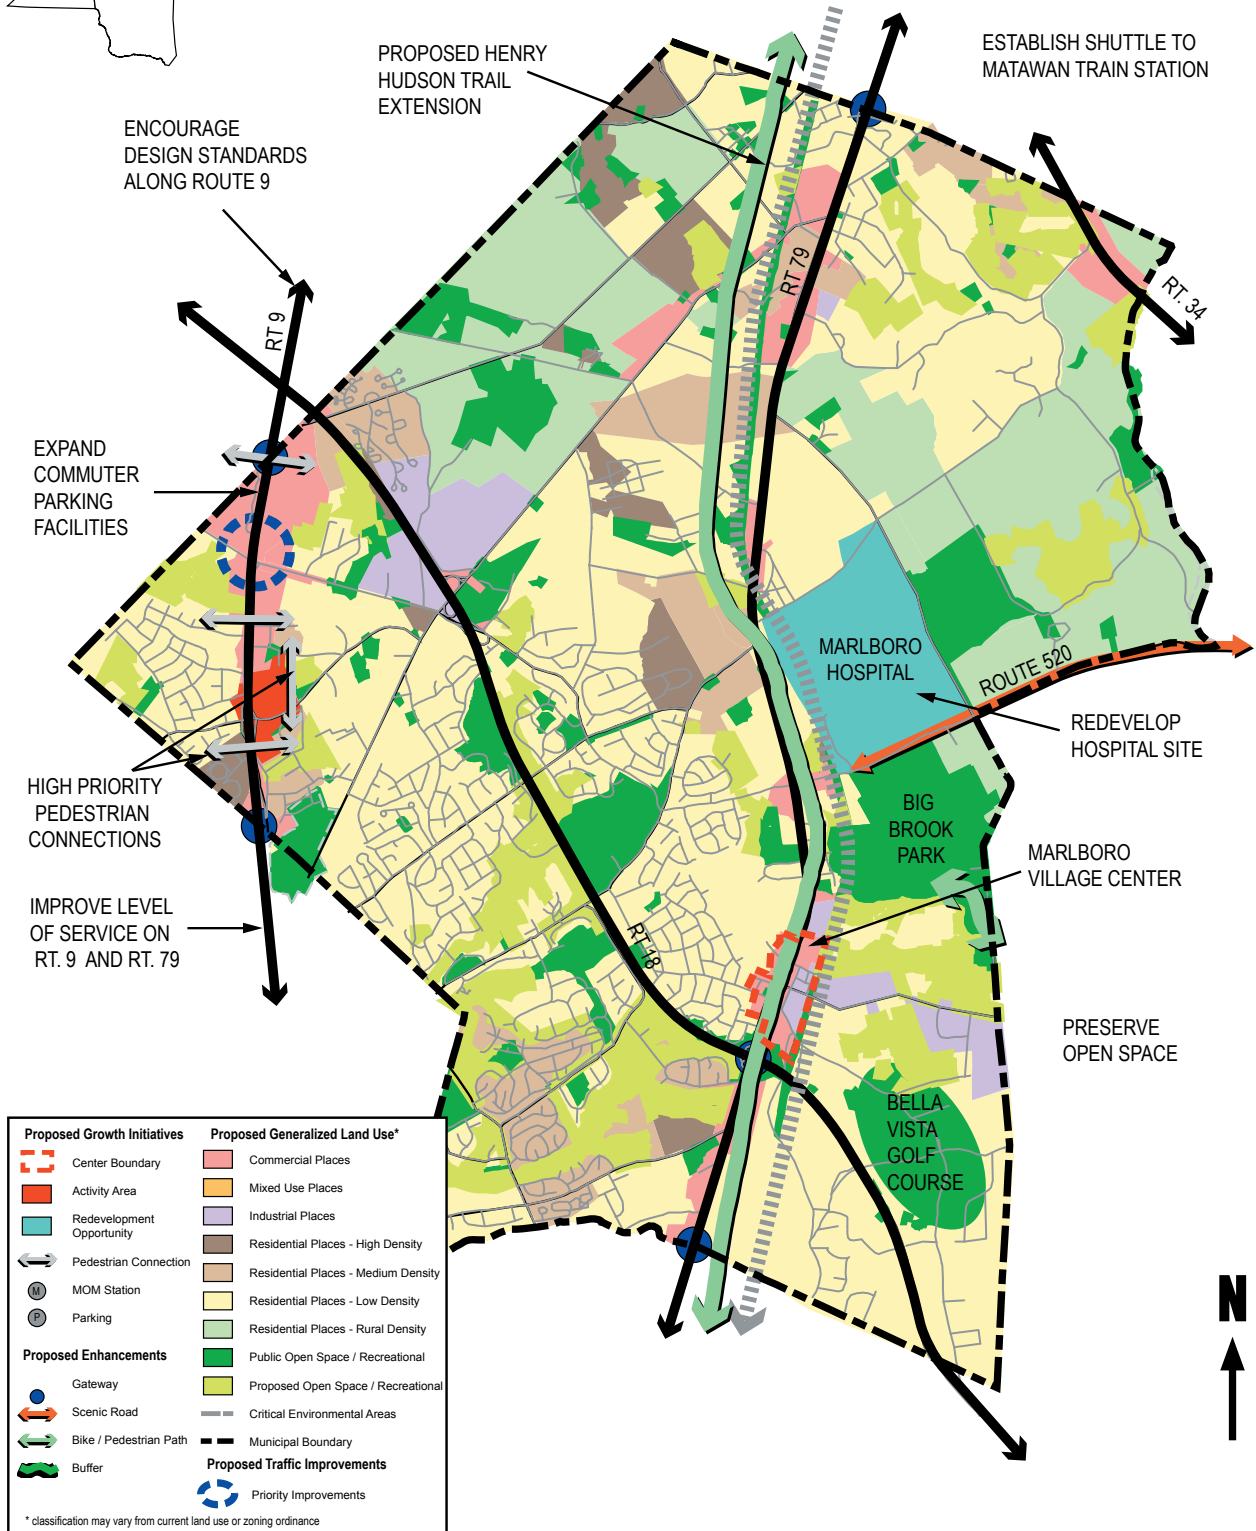 PROPOSED HENRY
HUDSON TRAIL
EXTENSION
ESTABLISH SHUTTLE TO
MATAWAN TRAIN STATION
ENCOURAGE
DESIGN STANDARDS
ALONG ROUTE 9
RT 79
RT. 34
RT 9
EXPAND
COMMUTER
PARKING
FACILITIES
MARLBORO
HOSPITAL
ROUTE 520
REDEVELOP
HOSPITAL SITE
HIGH PRIORITY
PEDESTRIAN
CONNECTIONS
BIG
BROOK
PARK
MARLBORO
VILLAGE CENTER
IMPROVE LEVEL
OF SERVICE ON
RT. 9 AND RT. 79
RT 18
PRESERVE
OPEN SPACE
BELLA
VISTA
GOLF
COURSE
N
Proposed Growth Initiatives
Center Boundary
Activity Area
Redevelopment
Opportunity
Pedestrian Connection
M MOM Station
P Parking
Proposed Enhancements
Gateway
Scenic Road
Bike / Pedestrian Path
Buffer
Proposed Generalized Land Use*
Commercial Places
Mixed Use Places
Industrial Places
Residential Places - High Density
Residential Places - Medium Density
Residential Places - Low Density
Residential Places - Rural Density
Public Open Space / Recreational
Proposed Open Space / Recreational
Critical Environmental Areas
Municipal Boundary
Proposed Traffic Improvements
Priority Improvements
* classification may vary from current land use or zoning ordinance